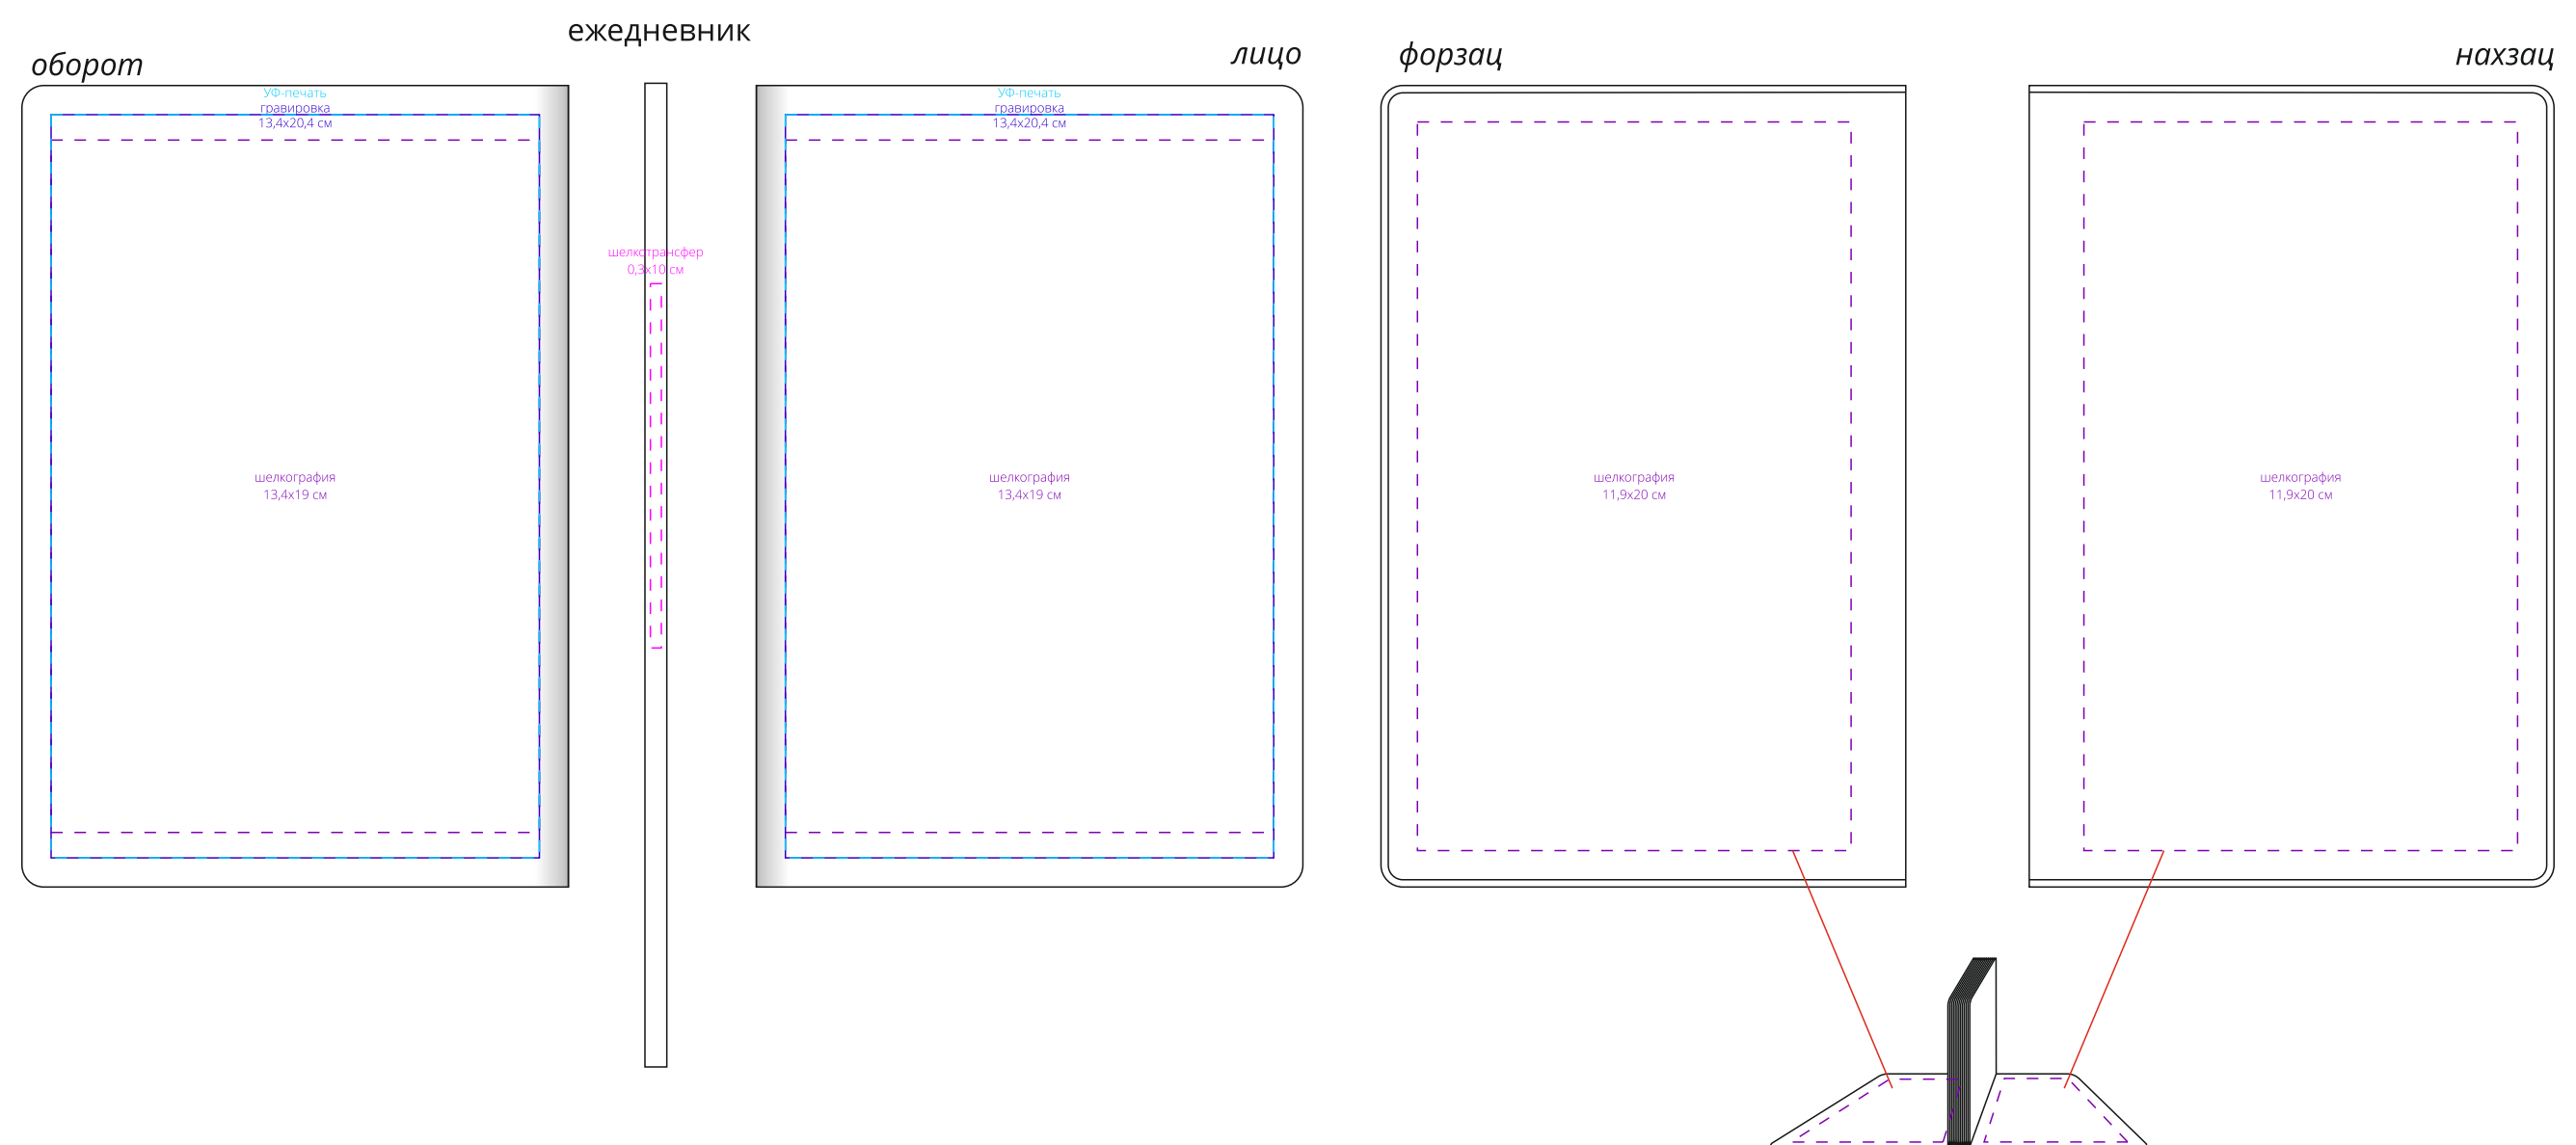 ежедневник
оборот
лицо
форзац
нахзац
УФ-печать
гравировка
13,4х20,4 см
УФ-печать
гравировка
13,4х20,4 см
шелкотрансфер
0,3х10 см
шелкография
13,4х19 см
шелкография
13,4х19 см
шелкография
11,9х20 см
шелкография
11,9х20 см